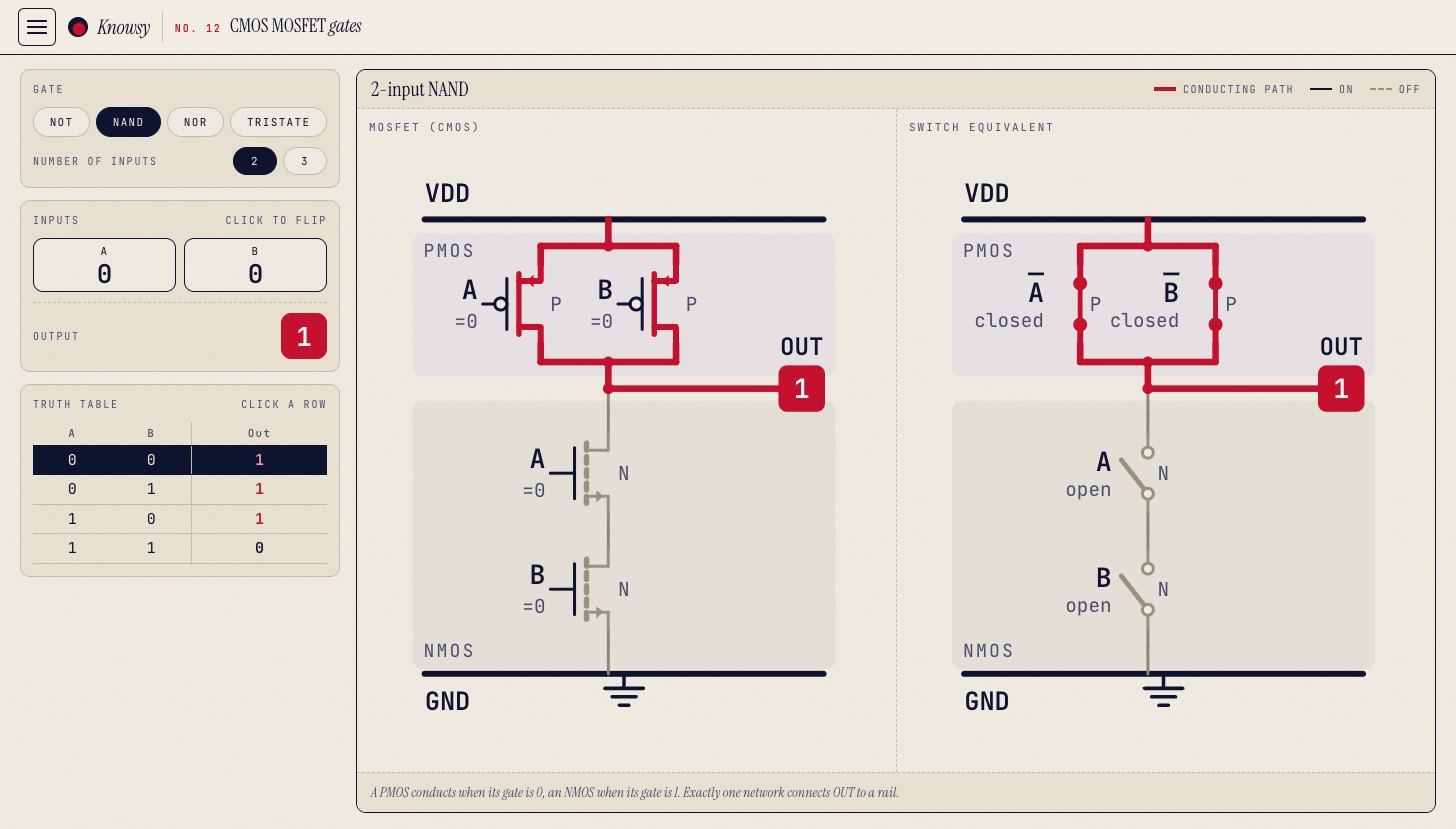 Knowsy NO. 12 CMOS MOSFET gates
GATE
NOT NAND NOR TRISTATE
NUMBER OF INPUTS 2 3
INPUTS CLICK TO FLIP
A B
0 0
OUTPUT 1
TRUTH TABLE CLICK A ROW
A B Out
0 0 1
0 1 1
1 0 1
1 1 0
2-input NAND CONDUCTING PATH ON OFF
MOSFET (CMOS)
VDD
PMOS
A P B P
=0 =0
OUT
1
A N
=0
B N
=0
NMOS
GND
SWITCH EQUIVALENT
VDD
PMOS
A̅ P B̅ P
closed closed
OUT
1
A N
open
B N
open
NMOS
GND
A PMOS conducts when its gate is 0, an NMOS when its gate is 1. Exactly one network connects OUT to a rail.